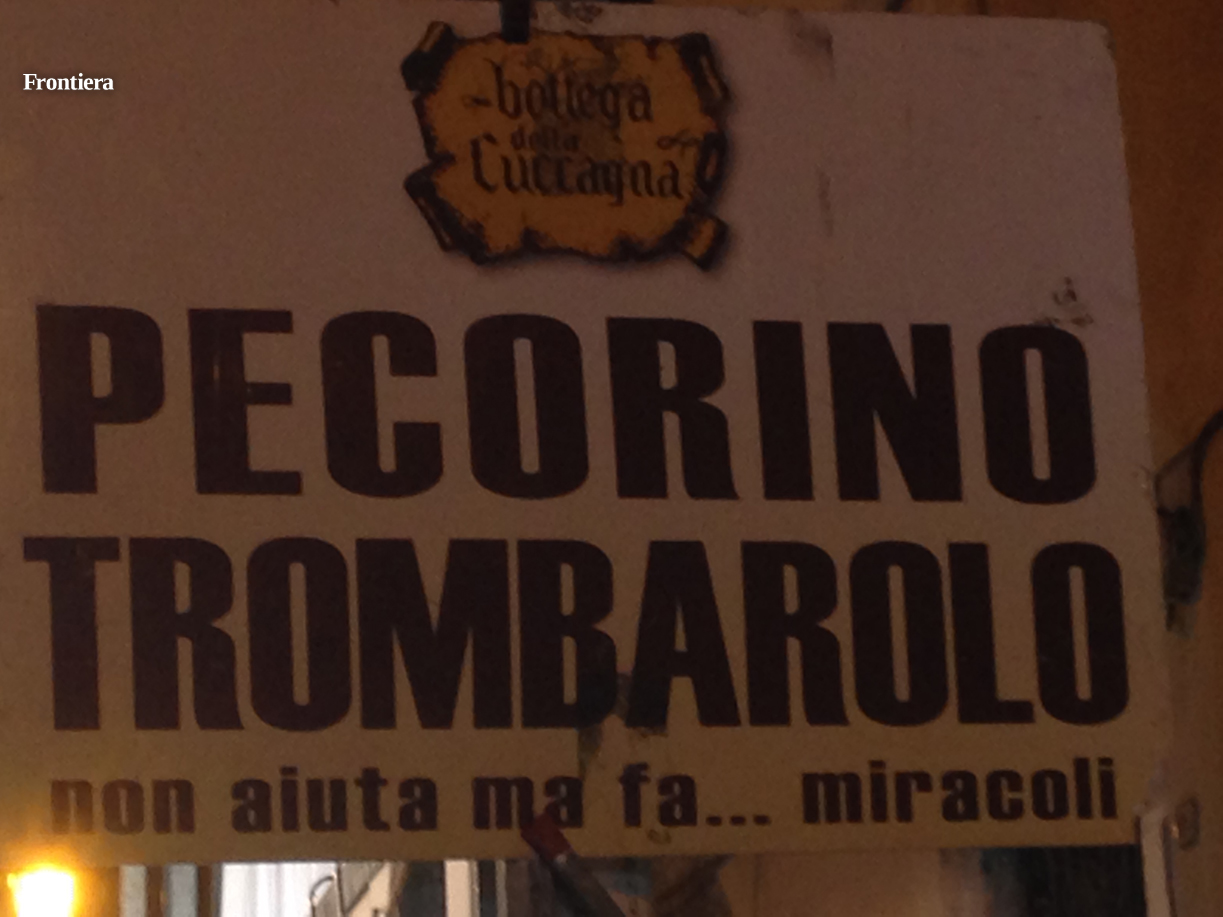 Frontiera
bottega
della
Cuccagna
PECORINO
TROMBAROLO
non aiuta ma fa... miracoli